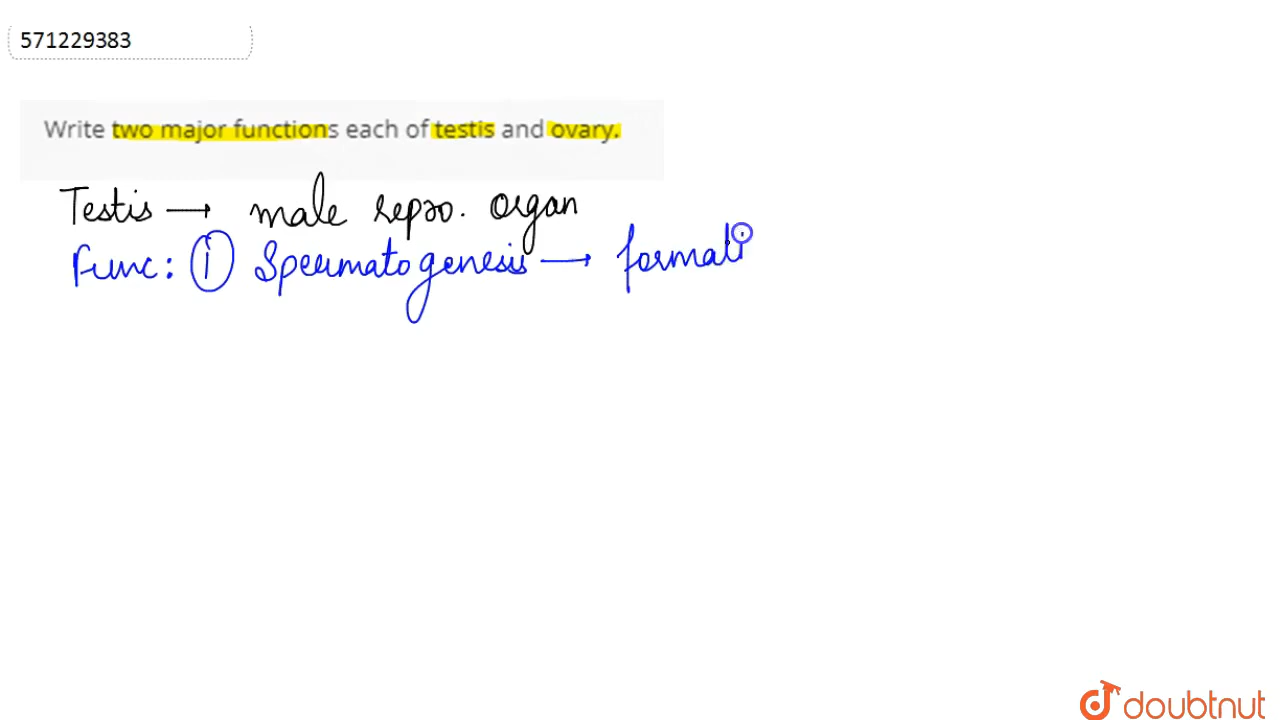 571229383
Write two major functions each of testis and ovary.
Testis → male repro. organ
Func: ① Spermatogenesis → formati
doubtnut